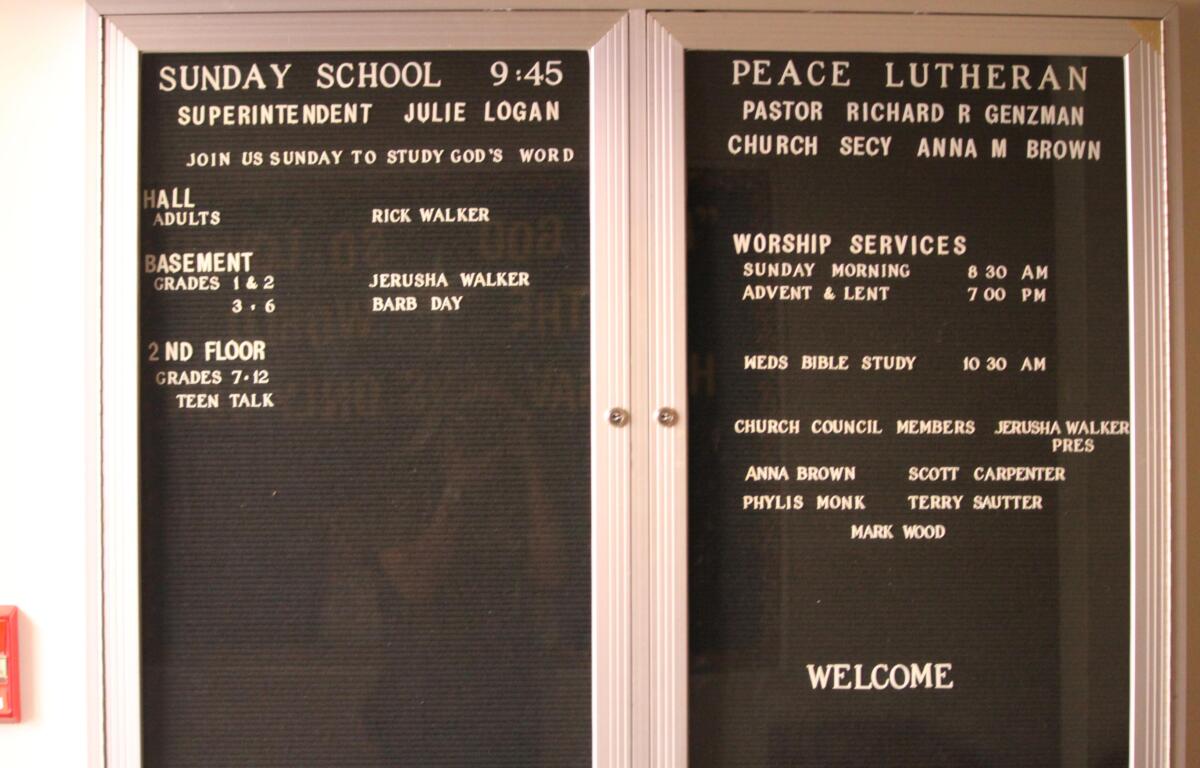 SUNDAY SCHOOL 9:45
SUPERINTENDENT JULIE LOGAN
JOIN US SUNDAY TO STUDY GOD'S WORD
HALL
ADULTS RICK WALKER
BASEMENT
GRADES 1 & 2 JERUSHA WALKER
3 - 6 BARB DAY
2ND FLOOR
GRADES 7-12
TEEN TALK
PEACE LUTHERAN
PASTOR RICHARD R GENZMAN
CHURCH SECY ANNA M BROWN
WORSHIP SERVICES
SUNDAY MORNING 8 30 AM
ADVENT & LENT 7 00 PM
WEDS BIBLE STUDY 10 30 AM
CHURCH COUNCIL MEMBERS JERUSHA WALKER
PRES
ANNA BROWN SCOTT CARPENTER
PHYLIS MONK TERRY SAUTTER
MARK WOOD
WELCOME